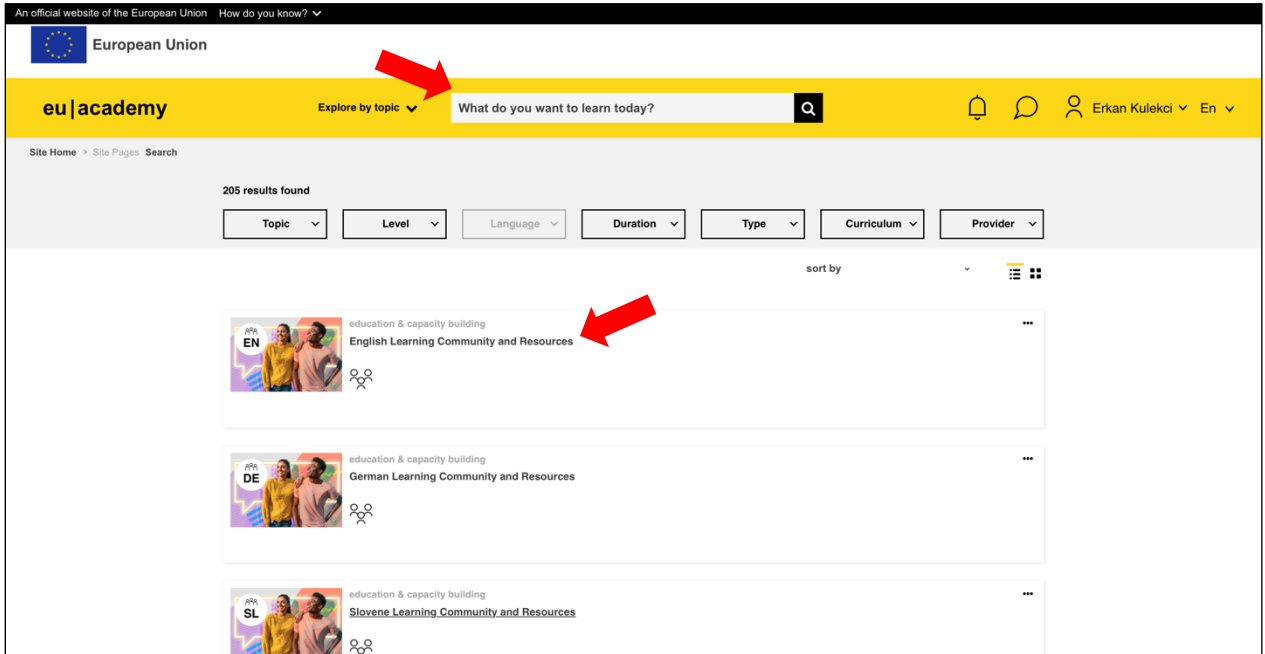 An official website of the European Union How do you know?
European Union
eu|academy Explore by topic What do you want to learn today? Erkan Kulekci En
Site Home > Site Pages Search
205 results found
Topic Level Language Duration Type Curriculum Provider
sort by
EN
education & capacity building
English Learning Community and Resources
DE
education & capacity building
German Learning Community and Resources
SL
education & capacity building
Slovene Learning Community and Resources